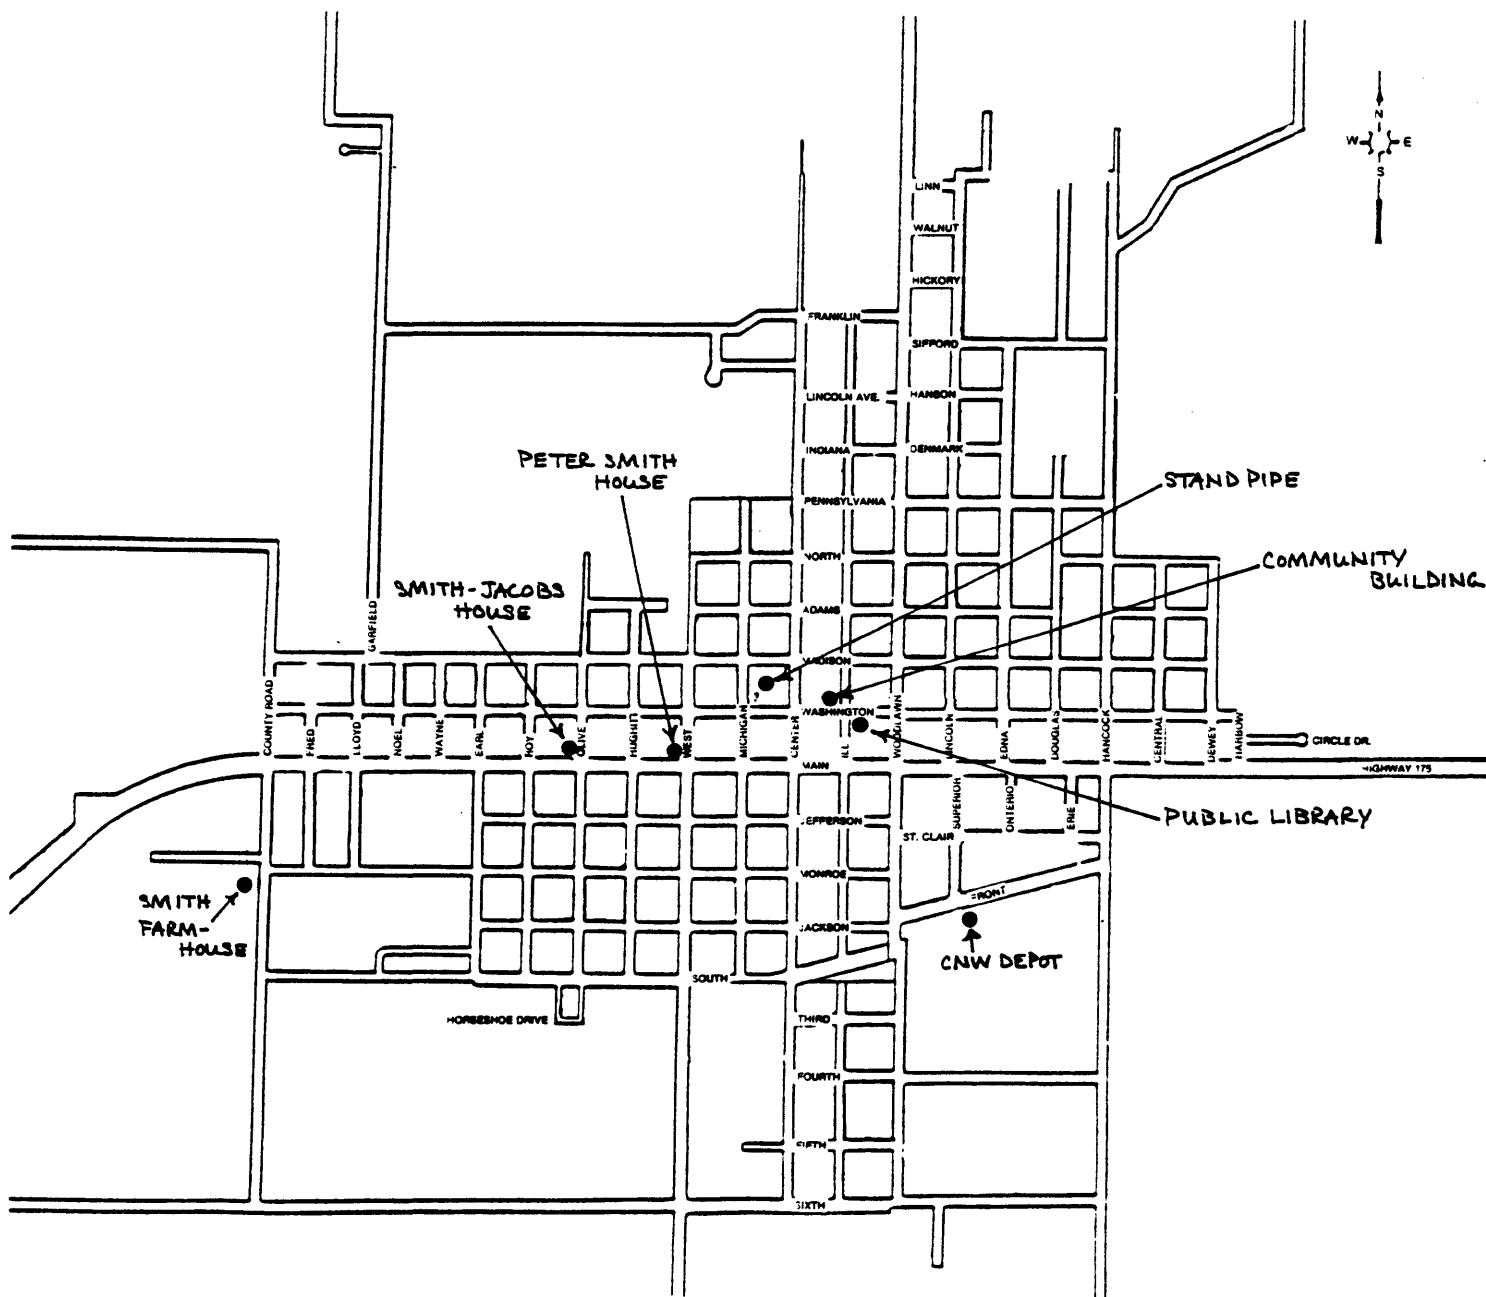 N
W E
S
LINN
WALNUT
HICKORY
FRANKLIN
SIFFORD
LINCOLN AVE.
HANSON
INDIANA
DENMARK
PETER SMITH
HOUSE
STAND PIPE
PENNSYLVANIA
NORTH
COMMUNITY
BUILDING
SMITH-JACOBS
HOUSE
ADAMS
GARFIELD
MADISON
?
WASHINGTON
COUNTY ROAD
FRED
LLOYD
NOEL
WAYNE
EARL
ROY
OLIVE
HUGHITT
WEST
MICHIGAN
CENTER
ILL
WOODLAWN
LINCOLN
EDNA
DOUGLAS
HANCOCK
CENTRAL
DEWEY
HARBOW
CIRCLE DR.
MAIN
HIGHWAY 175
SUPERIOR
ONTERIO
ERIE
JEFFERSON
ST. CLAIR
PUBLIC LIBRARY
MONROE
SMITH
FARM-
HOUSE
FRONT
JACKSON
CNW DEPOT
SOUTH
HORSESHOE DRIVE
THIRD
FOURTH
FIFTH
SIXTH